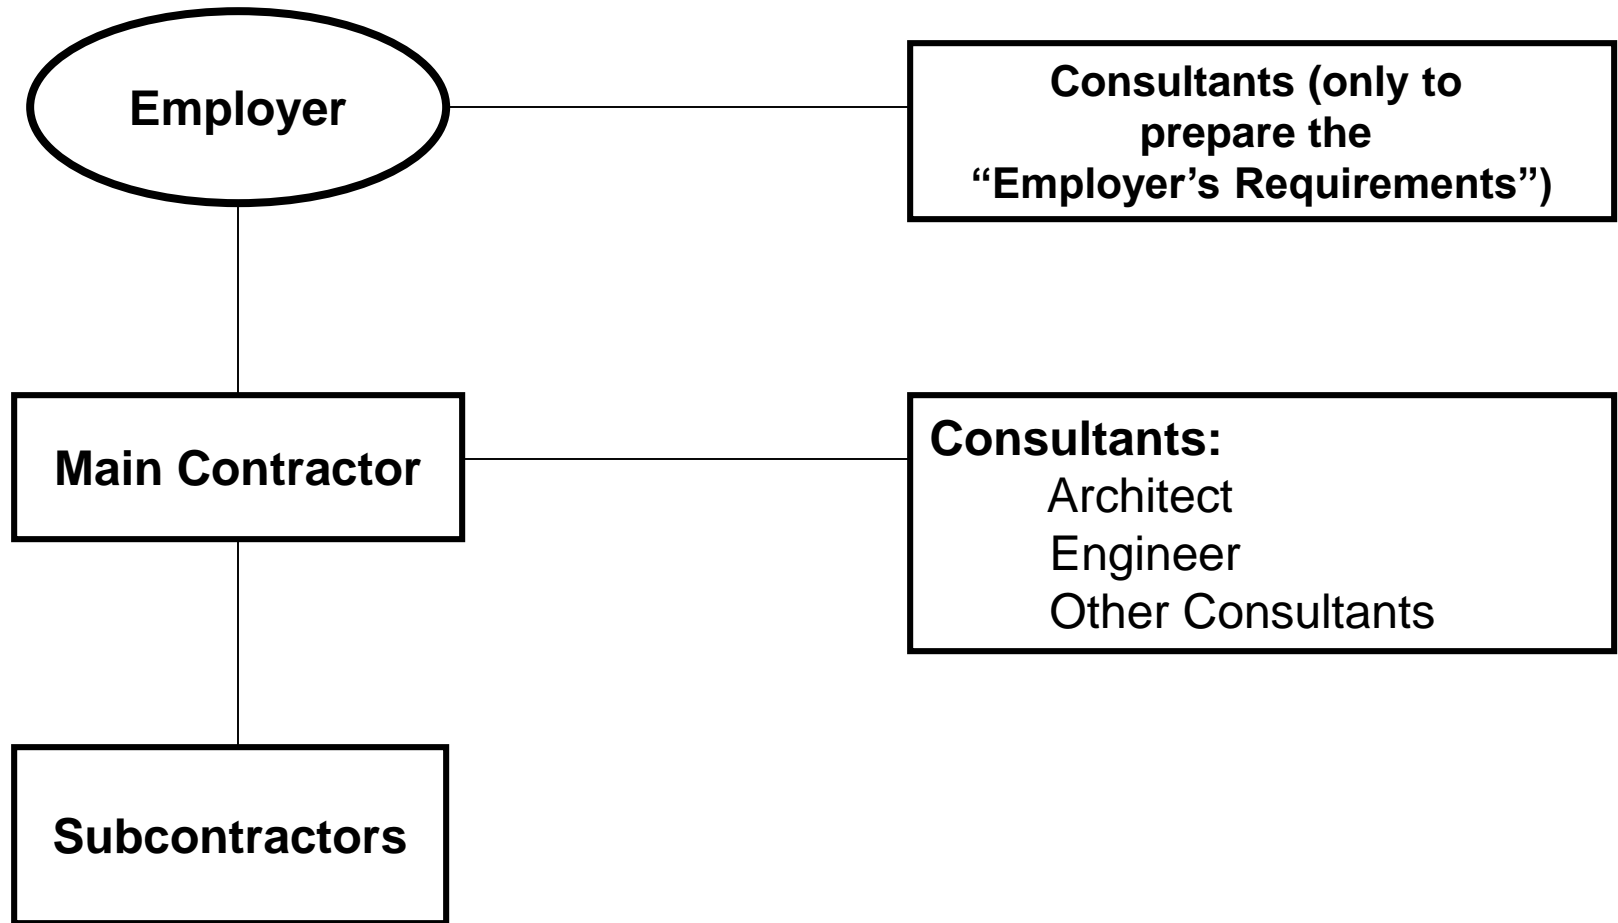 Employer
Consultants (only to
prepare the
“Employer’s Requirements”)
Main Contractor
Consultants:
Architect
Engineer
Other Consultants
Subcontractors